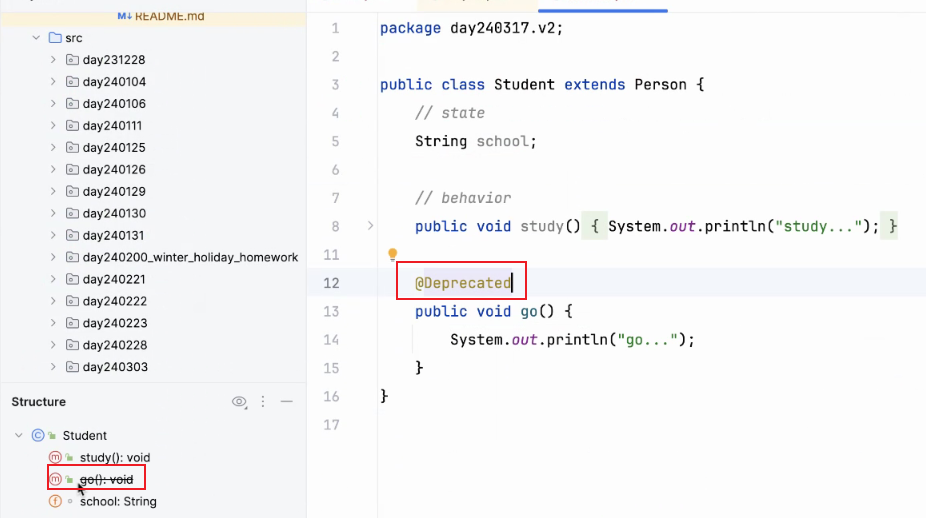 README.md
src
day231228
day240104
day240106
day240111
day240125
day240126
day240129
day240130
day240131
day240200_winter_holiday_homework
day240221
day240222
day240223
day240228
day240303
Structure
Student
study(): void
go(): void
school: String
1 package day240317.v2;
2
3 public class Student extends Person {
4 // state
5 String school;
6
7 // behavior
8 public void study() { System.out.println("study..."); }
11
12 @Deprecated
13 public void go() {
14 System.out.println("go...");
15 }
16 }
17